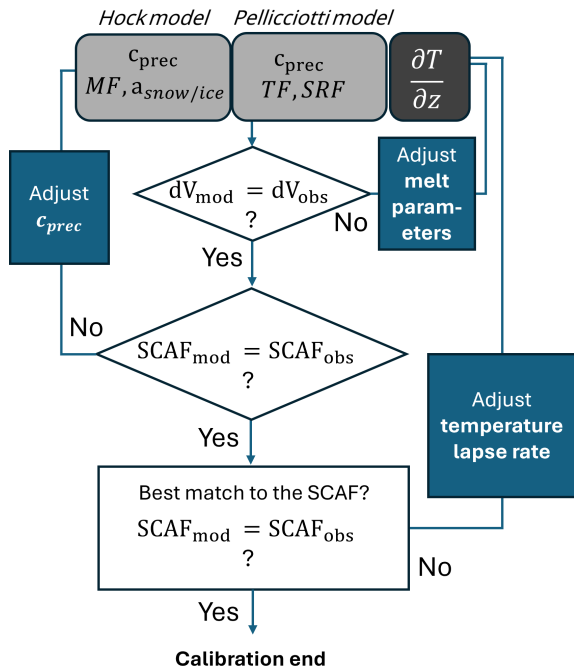 Hock model
Pellicciotti model
c_prec
MF, a_snow/ice
c_prec
TF, SRF
∂T
∂z
Adjust
c_prec
dV_mod = dV_obs
?
No
Adjust
melt
param-
eters
Yes
No
SCAF_mod = SCAF_obs
?
Adjust
temperature
lapse rate
Yes
Best match to the SCAF?
SCAF_mod = SCAF_obs
?
No
Yes
Calibration end